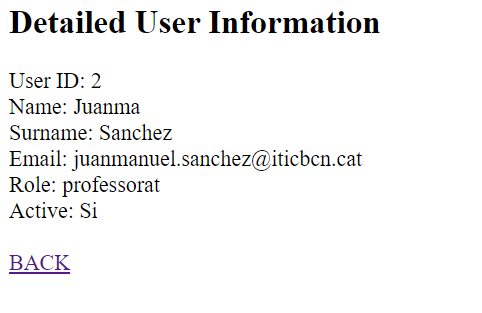 Detailed User Information
User ID: 2
Name: Juanma
Surname: Sanchez
Email: juanmanuel.sanchez@iticbcn.cat
Role: professorat
Active: Si
BACK